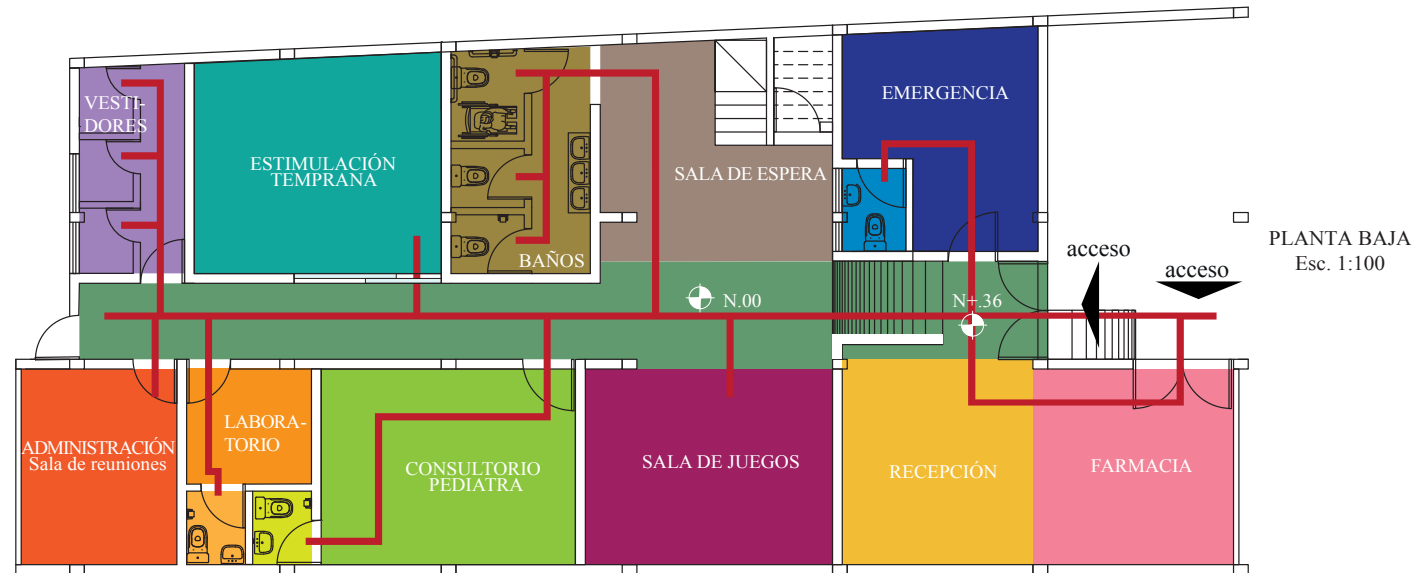 VESTI-
DORES
ESTIMULACIÓN
TEMPRANA
BAÑOS
SALA DE ESPERA
EMERGENCIA
acceso
acceso
PLANTA BAJA
Esc. 1:100
N.00
N+.36
ADMINISTRACIÓN
Sala de reuniones
LABORA-
TORIO
CONSULTORIO
PEDIATRA
SALA DE JUEGOS
RECEPCIÓN
FARMACIA